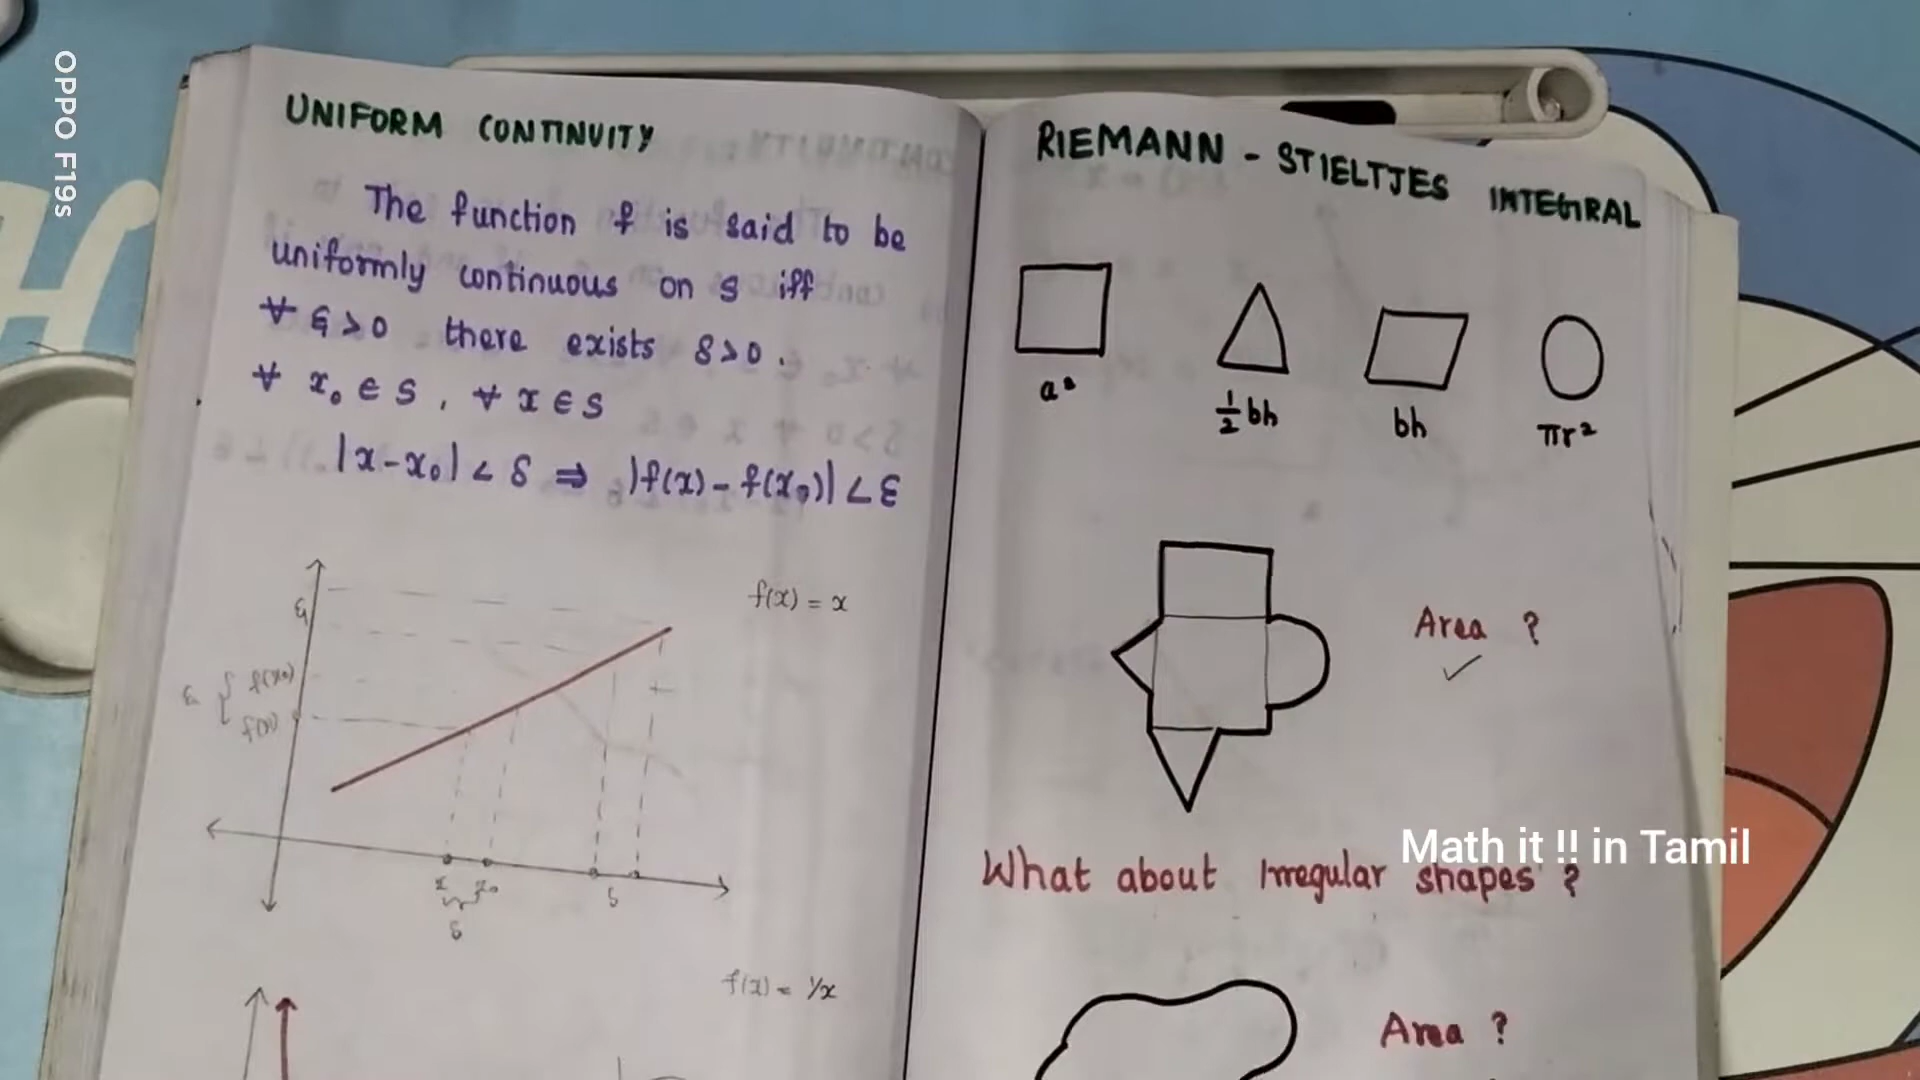 OPPO F19s
UNIFORM CONTINUITY
The function f is said to be
uniformly continuous on S iff
∀ ε > 0 there exists δ > 0.
∀ x₀ ∈ S, ∀ x ∈ S
|x - x₀| < δ ⇒ |f(x) - f(x₀)| < ε
f(x) = x
ε
ε { f(x₀)
f(x)
x x₀
δ
δ
f(x) = 1/x
RIEMANN - STIELTJES INTEGRAL
a² ½bh bh πr²
Area ?
What about Irregular shapes ?
Area ?
Math it !! in Tamil